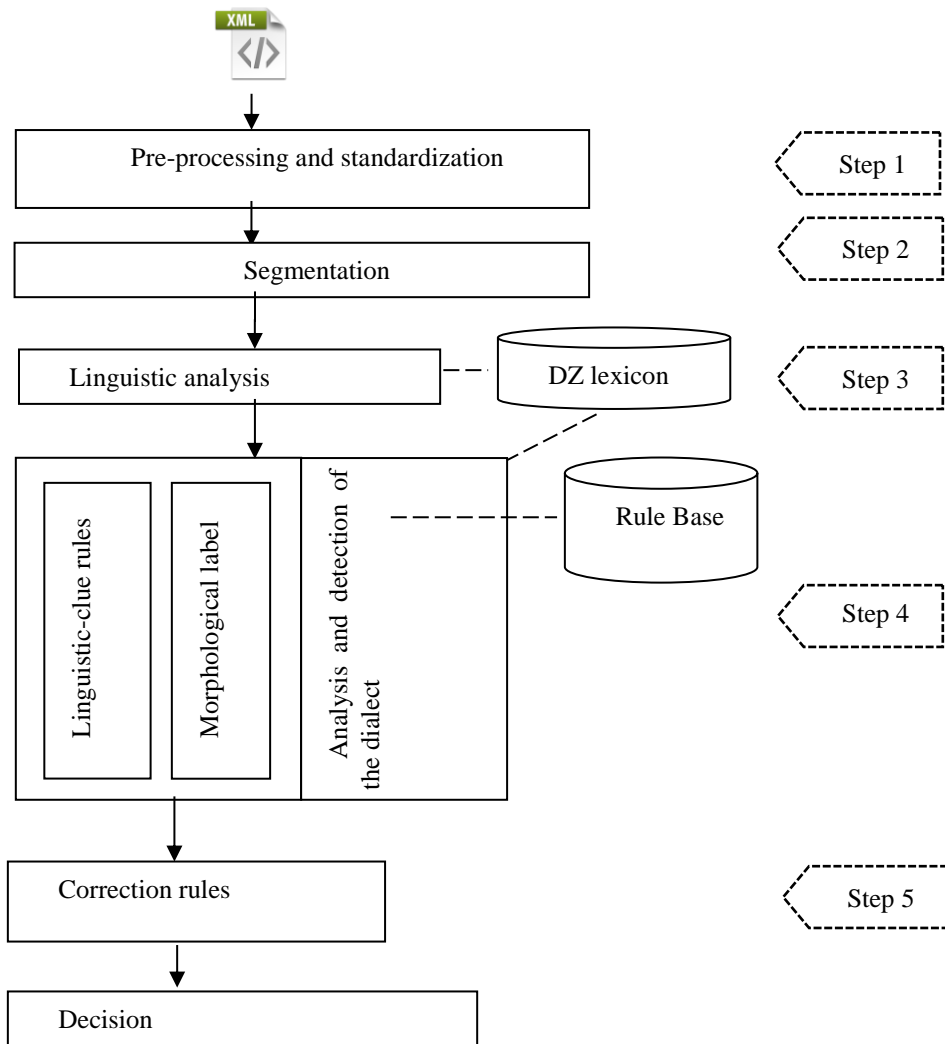 XML
</>
Pre-processing and standardization
Step 1
Segmentation
Step 2
Linguistic analysis
DZ lexicon
Step 3
Linguistic-clue rules
Morphological label
Analysis and detection of
the dialect
Rule Base
Step 4
Correction rules
Step 5
Decision